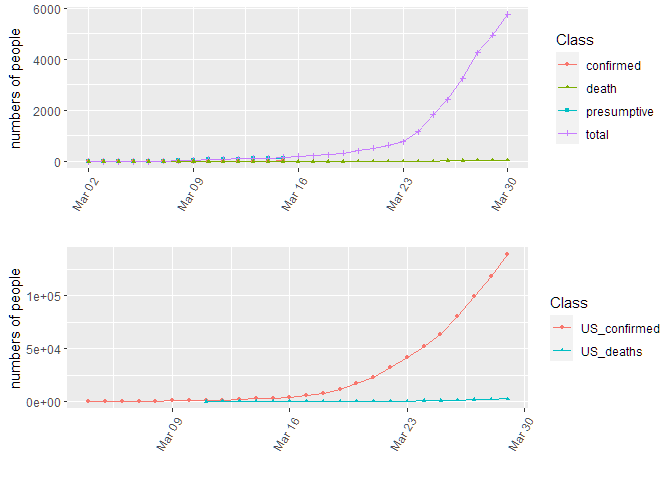 numbers of people
6000
4000
2000
0
Mar 02
Mar 09
Mar 16
Mar 23
Mar 30
Class
confirmed
death
presumptive
total
numbers of people
1e+05
5e+04
0e+00
Mar 09
Mar 16
Mar 23
Mar 30
Class
US_confirmed
US_deaths